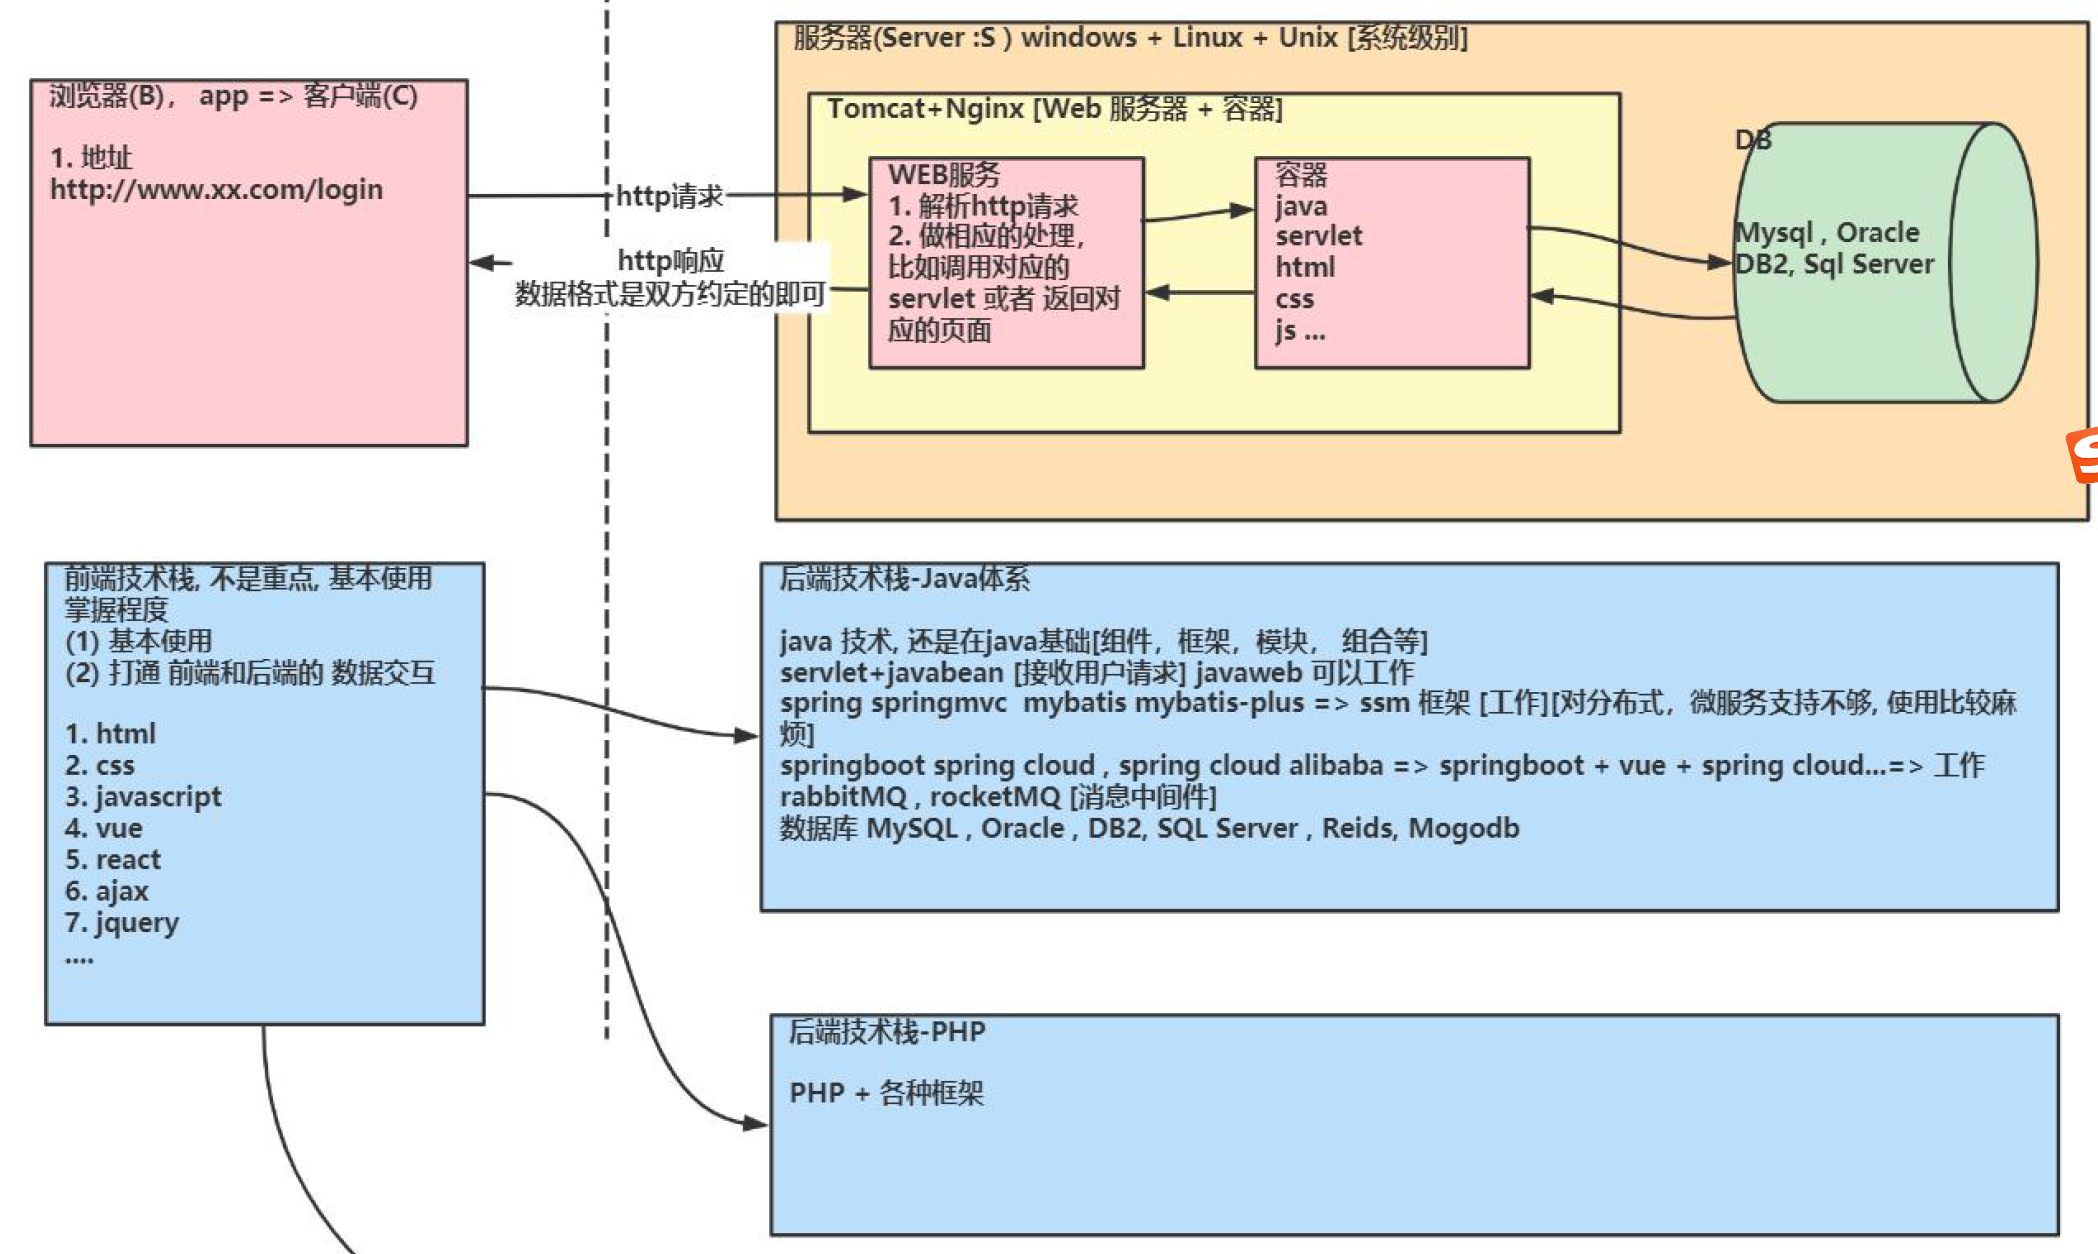 浏览器(B)， app => 客户端(C)
1. 地址
http://www.xx.com/login
http请求
http响应
数据格式是双方约定的即可
服务器(Server :S ) windows + Linux + Unix [系统级别]
Tomcat+Nginx [Web 服务器 + 容器]
WEB服务
1. 解析http请求
2. 做相应的处理，
比如调用对应的
servlet 或者 返回对
应的页面
容器
java
servlet
html
css
js ...
DB
Mysql , Oracle
DB2, Sql Server
前端技术栈, 不是重点, 基本使用
掌握程度
(1) 基本使用
(2) 打通 前端和后端的 数据交互
1. html
2. css
3. javascript
4. vue
5. react
6. ajax
7. jquery
....
后端技术栈-Java体系
java 技术, 还是在java基础[组件，框架，模块， 组合等]
servlet+javabean [接收用户请求] javaweb 可以工作
spring springmvc  mybatis mybatis-plus => ssm 框架 [工作][对分布式，微服务支持不够, 使用比较麻
烦]
springboot spring cloud , spring cloud alibaba => springboot + vue + spring cloud...=> 工作
rabbitMQ , rocketMQ [消息中间件]
数据库 MySQL , Oracle , DB2, SQL Server , Reids, Mogodb
后端技术栈-PHP
PHP + 各种框架